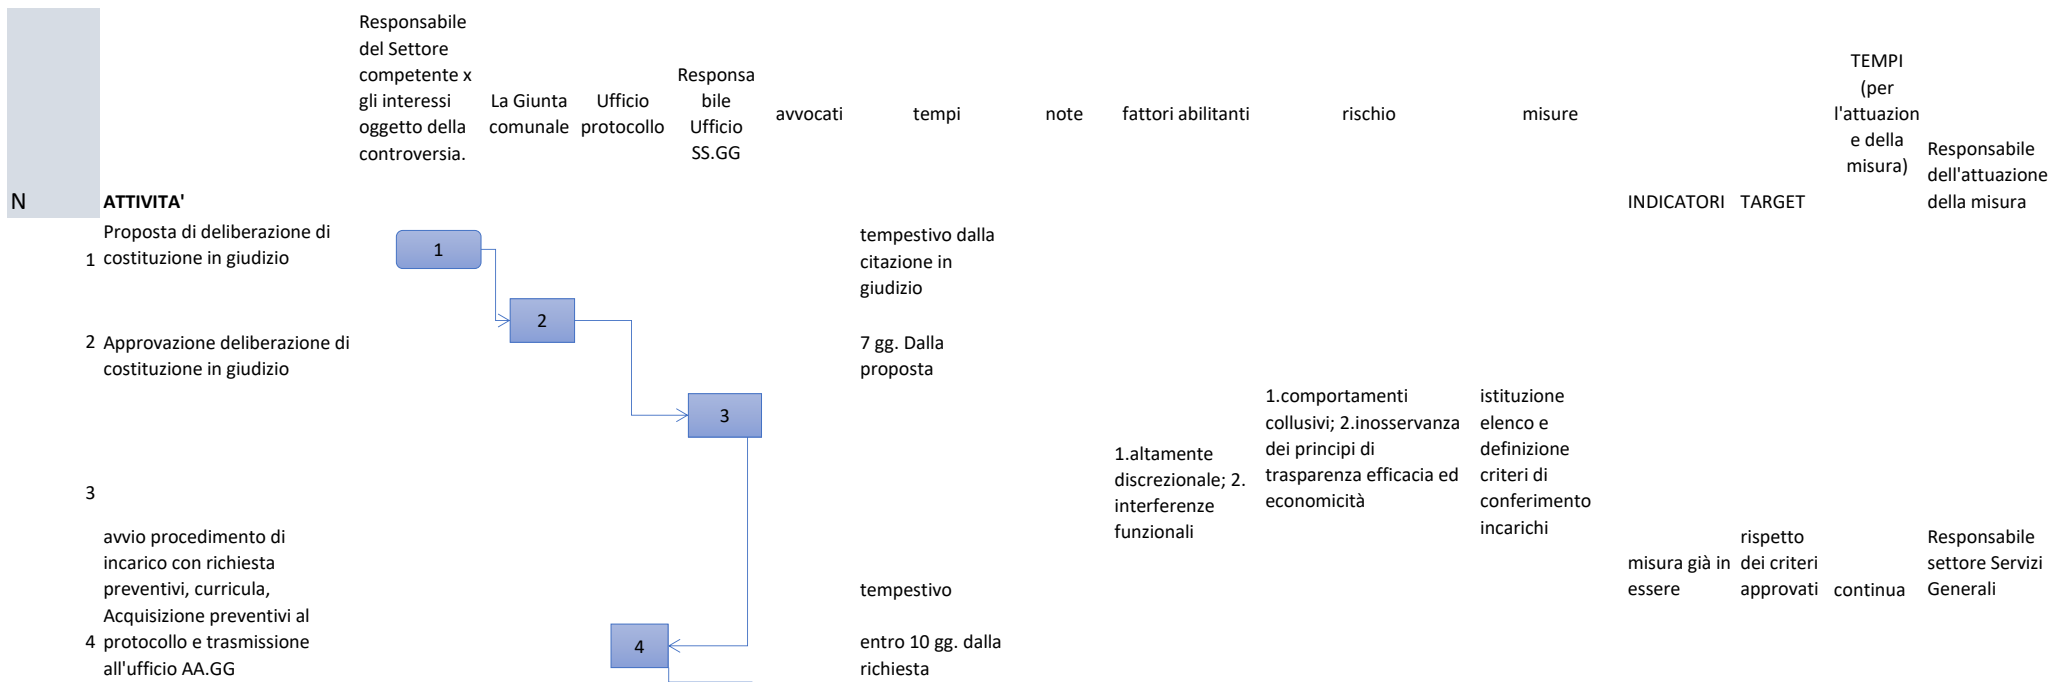 Responsabile
del Settore
competente x
gli interessi
oggetto della
controversia.
La Giunta
comunale
Ufficio
protocollo
Responsa
bile
Ufficio
SS.GG
avvocati
tempi
note
fattori abilitanti
rischio
misure
TEMPI
(per
l'attuazion
e della
misura)
Responsabile
dell'attuazione
della misura
N
ATTIVITA'
INDICATORI
TARGET
1
Proposta di deliberazione di
costituzione in giudizio
1
tempestivo dalla
citazione in
giudizio
2
2
Approvazione deliberazione di
costituzione in giudizio
7 gg. Dalla
proposta
3
3
avvio procedimento di
incarico con richiesta
preventivi, curricula,
tempestivo
1.altamente
discrezionale; 2.
interferenze
funzionali
1.comportamenti
collusivi; 2.inosservanza
dei principi di
trasparenza efficacia ed
economicità
istituzione
elenco e
definizione
criteri di
conferimento
incarichi
misura già in
essere
rispetto
dei criteri
approvati
continua
Responsabile
settore Servizi
Generali
4
Acquisizione preventivi al
protocollo e trasmissione
all'ufficio AA.GG
4
entro 10 gg. dalla
richiesta